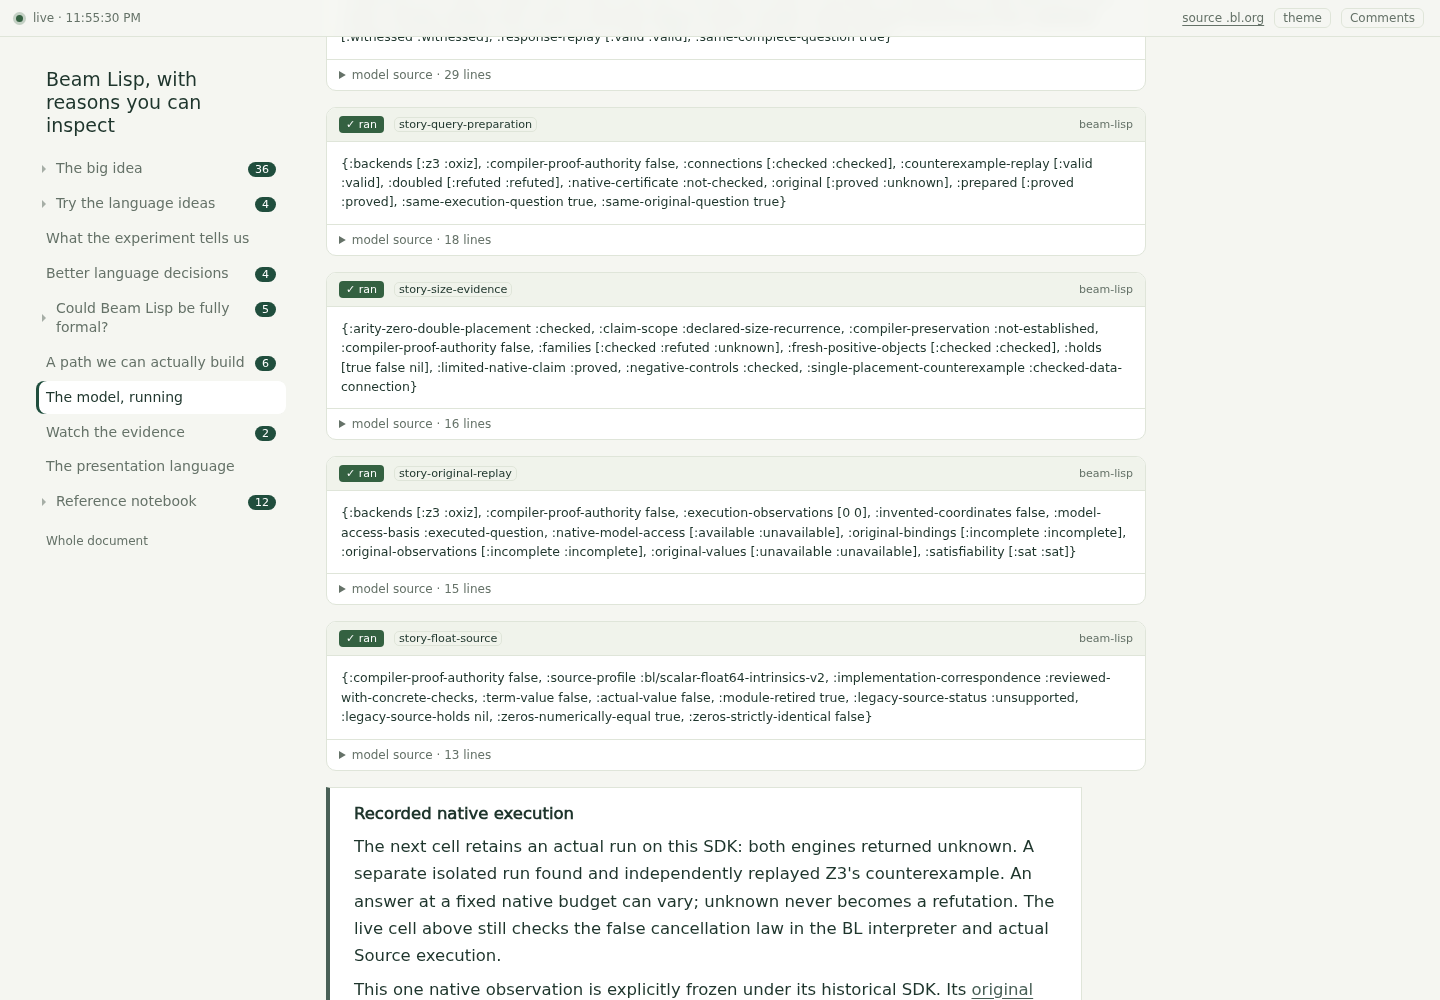 live · 11:55:30 PM
source .bl.org
theme
Comments
Beam Lisp, with
reasons you can
inspect
The big idea 36
Try the language ideas 4
What the experiment tells us
Better language decisions 4
Could Beam Lisp be fully 5
formal?
A path we can actually build 6
The model, running
Watch the evidence 2
The presentation language
Reference notebook 12
Whole document
[:witnessed :witnessed], :response-replay [:valid :valid], :same-complete-question true}
model source · 29 lines
✓ ran story-query-preparation beam-lisp
{:backends [:z3 :oxiz], :compiler-proof-authority false, :connections [:checked :checked], :counterexample-replay [:valid
:valid], :doubled [:refuted :refuted], :native-certificate :not-checked, :original [:proved :unknown], :prepared [:proved
:proved], :same-execution-question true, :same-original-question true}
model source · 18 lines
✓ ran story-size-evidence beam-lisp
{:arity-zero-double-placement :checked, :claim-scope :declared-size-recurrence, :compiler-preservation :not-established,
:compiler-proof-authority false, :families [:checked :refuted :unknown], :fresh-positive-objects [:checked :checked], :holds
[true false nil], :limited-native-claim :proved, :negative-controls :checked, :single-placement-counterexample :checked-data-
connection}
model source · 16 lines
✓ ran story-original-replay beam-lisp
{:backends [:z3 :oxiz], :compiler-proof-authority false, :execution-observations [0 0], :invented-coordinates false, :model-
access-basis :executed-question, :native-model-access [:available :unavailable], :original-bindings [:incomplete :incomplete],
:original-observations [:incomplete :incomplete], :original-values [:unavailable :unavailable], :satisfiability [:sat :sat]}
model source · 15 lines
✓ ran story-float-source beam-lisp
{:compiler-proof-authority false, :source-profile :bl/scalar-float64-intrinsics-v2, :implementation-correspondence :reviewed-
with-concrete-checks, :term-value false, :actual-value false, :module-retired true, :legacy-source-status :unsupported,
:legacy-source-holds nil, :zeros-numerically-equal true, :zeros-strictly-identical false}
model source · 13 lines
Recorded native execution
The next cell retains an actual run on this SDK: both engines returned unknown. A
separate isolated run found and independently replayed Z3's counterexample. An
answer at a fixed native budget can vary; unknown never becomes a refutation. The
live cell above still checks the false cancellation law in the BL interpreter and actual
Source execution.
This one native observation is explicitly frozen under its historical SDK. Its original